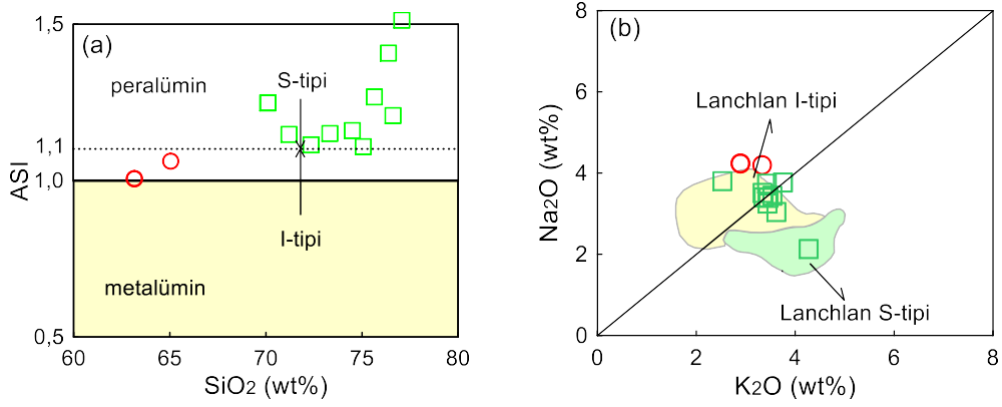 (a)
1,5
1,1
1,0
0,5
ASI
peralümin
S-tipi
I-tipi
metalümin
60 65 70 75 80
SiO2 (wt%)
(b)
8
6
4
2
0
Na2O (wt%)
Lanchlan I-tipi
Lanchlan S-tipi
0 2 4 6 8
K2O (wt%)